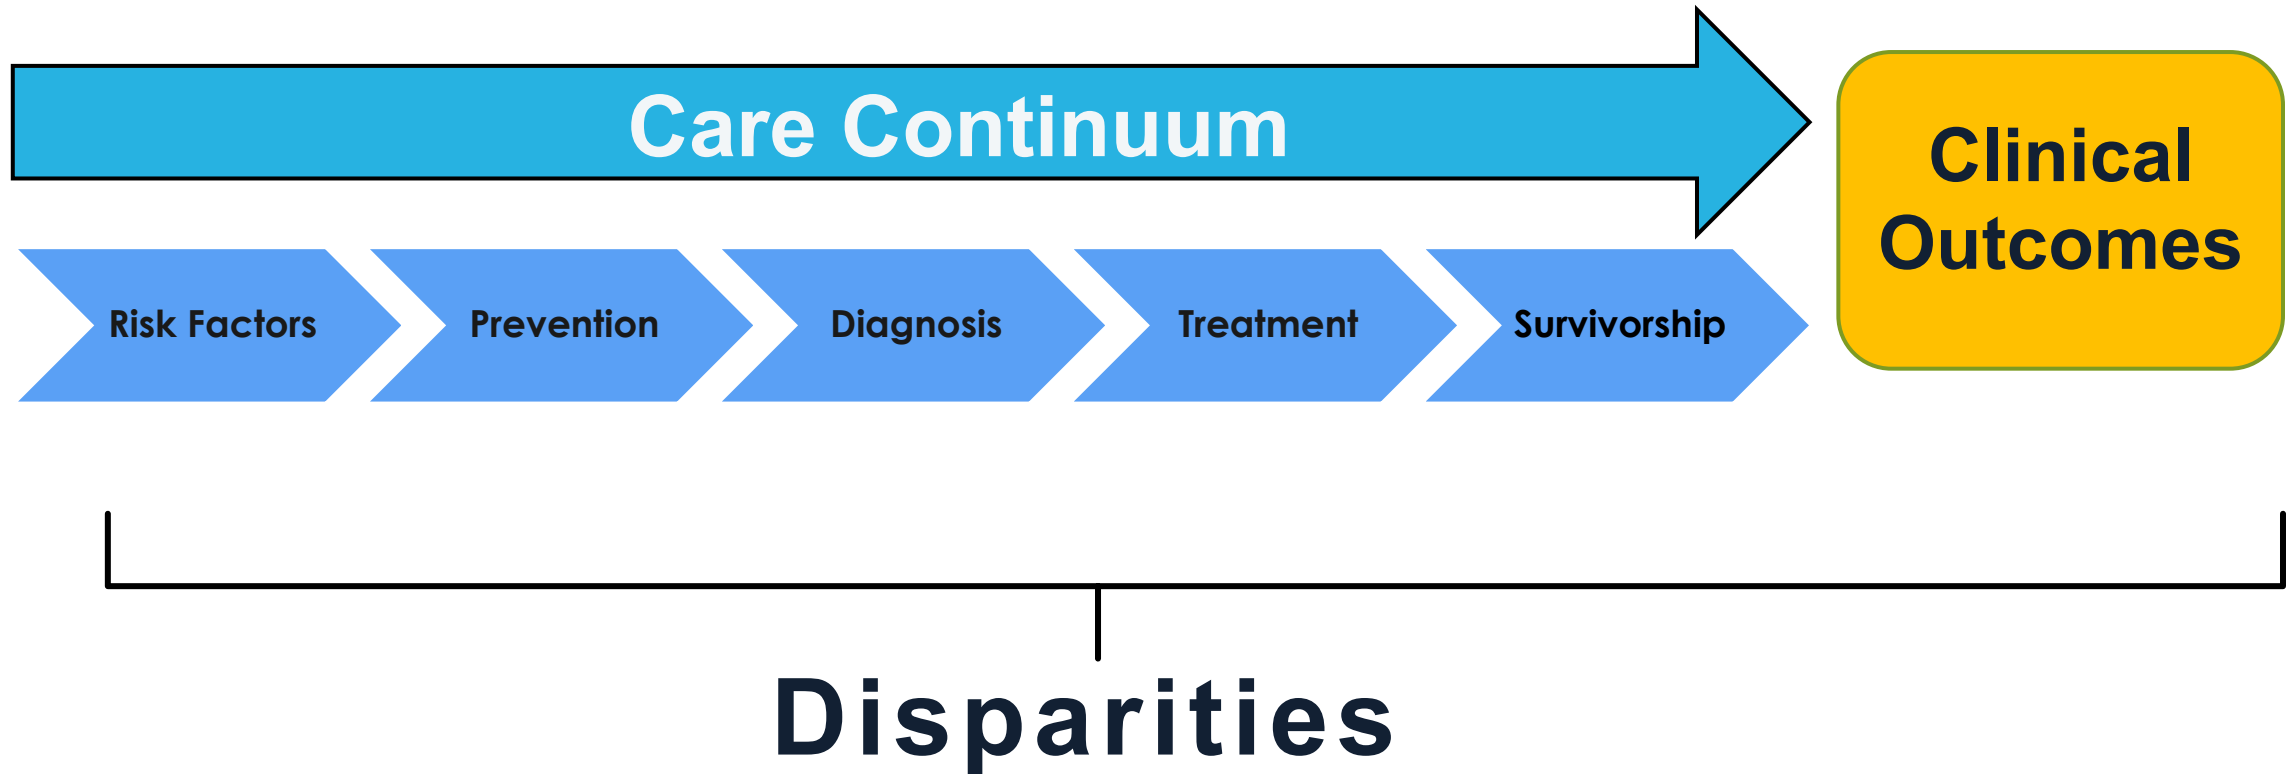 Care Continuum
Clinical
Outcomes
Risk Factors
Prevention
Diagnosis
Treatment
Survivorship
Disparities